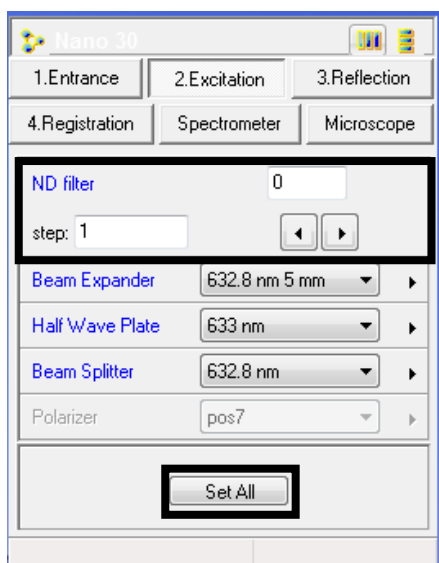 Nano 30
1.Entrance 2.Excitation 3.Reflection
4.Registration Spectrometer Microscope
ND filter 0
step: 1
Beam Expander 632.8 nm 5 mm
Half Wave Plate 633 nm
Beam Splitter 632.8 nm
Polarizer pos7
Set All